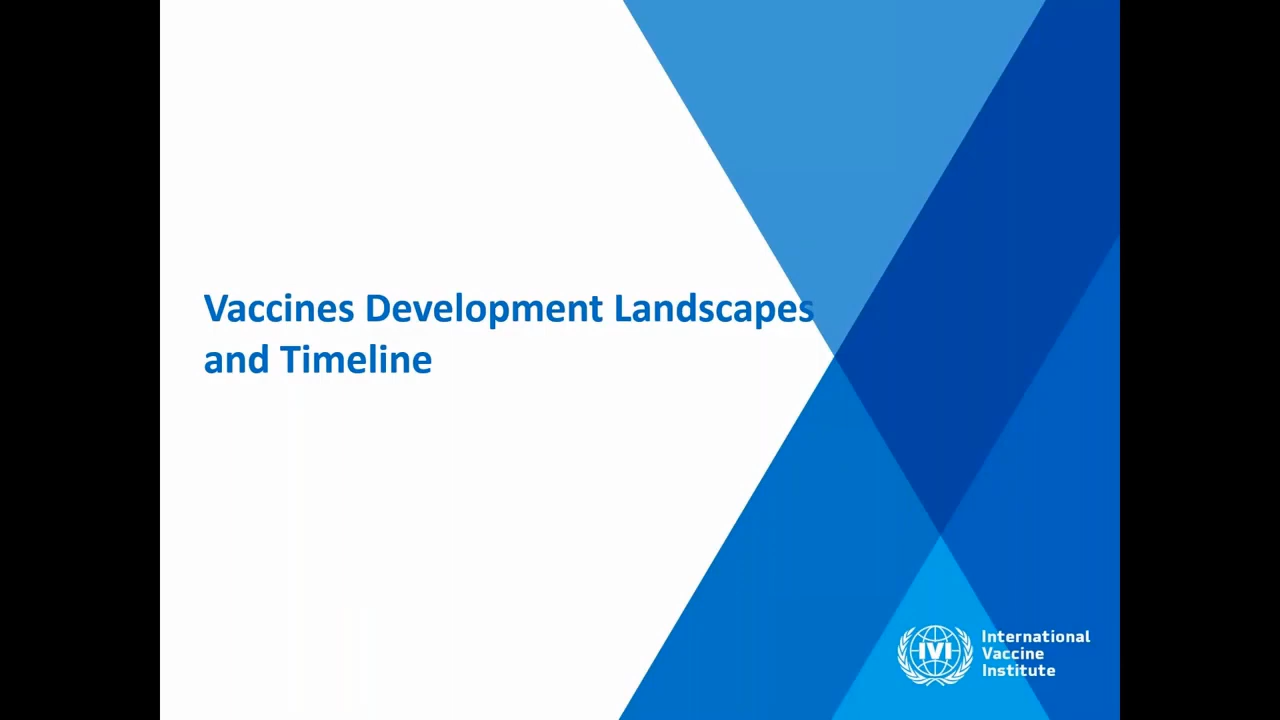 Vaccines Development Landscapes
and Timeline
IVI
International
Vaccine
Institute